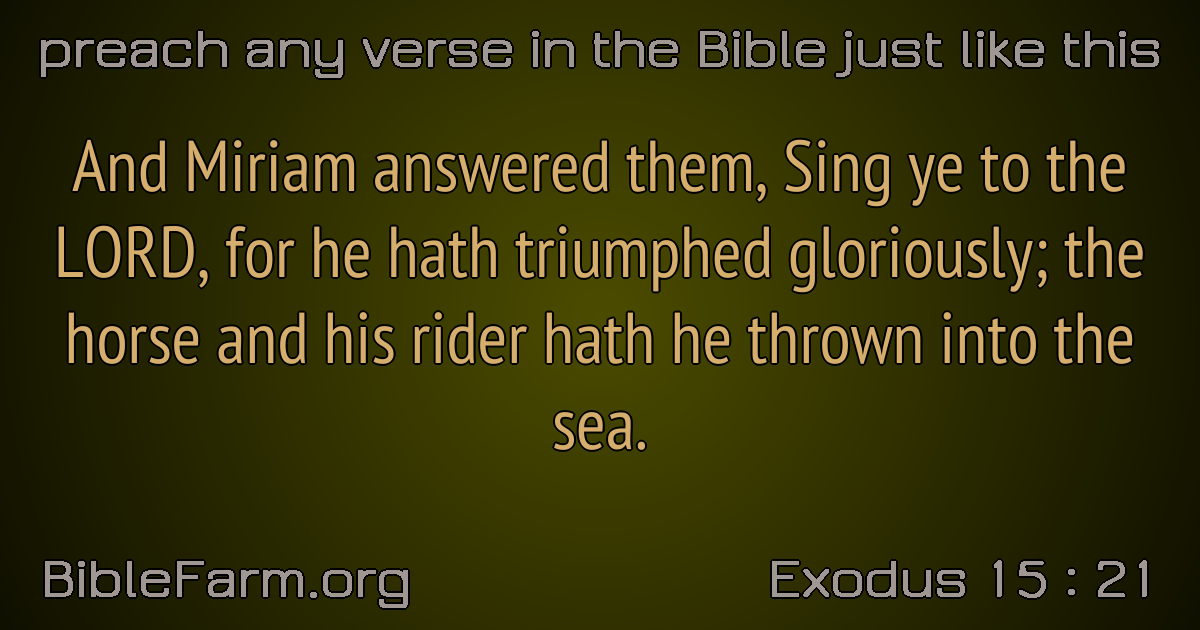 preach any verse in the Bible just like this
And Miriam answered them, Sing ye to the
LORD, for he hath triumphed gloriously; the
horse and his rider hath he thrown into the
sea.
BibleFarm.org
Exodus 15 : 21